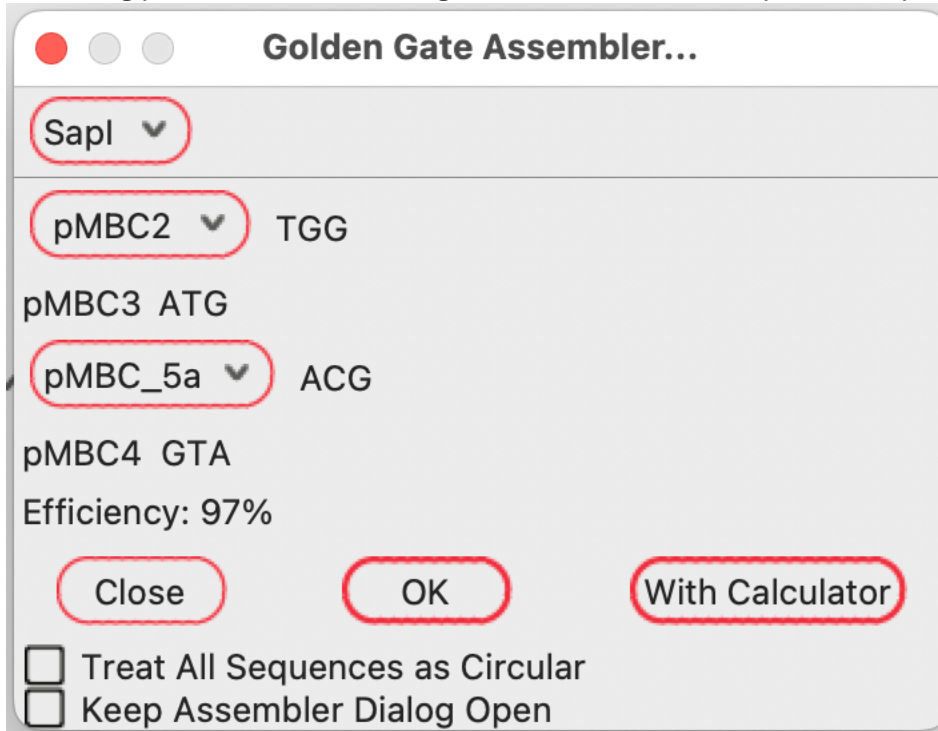 Golden Gate Assembler...
SapI
pMBC2 TGG
pMBC3 ATG
pMBC_5a ACG
pMBC4 GTA
Efficiency: 97%
Close OK With Calculator
Treat All Sequences as Circular
Keep Assembler Dialog Open